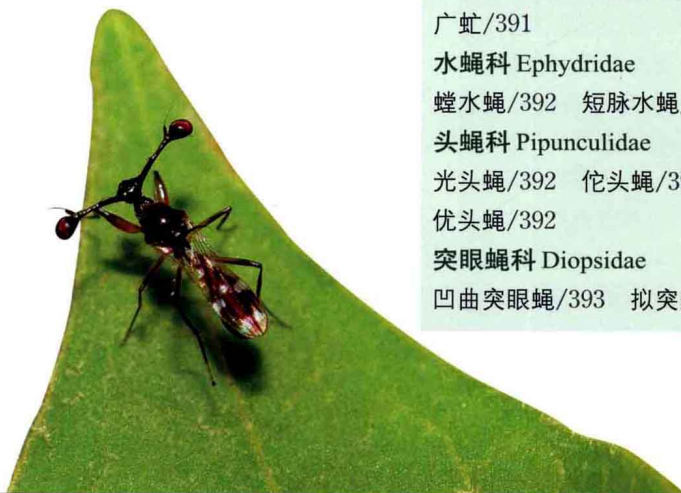 广虻/391
水蝇科 Ephydridae
螳水蝇/392 短脉水蝇
头蝇科 Pipunculidae
光头蝇/392 佗头蝇/3
优头蝇/392
突眼蝇科 Diopsidae
凹曲突眼蝇/393 拟突